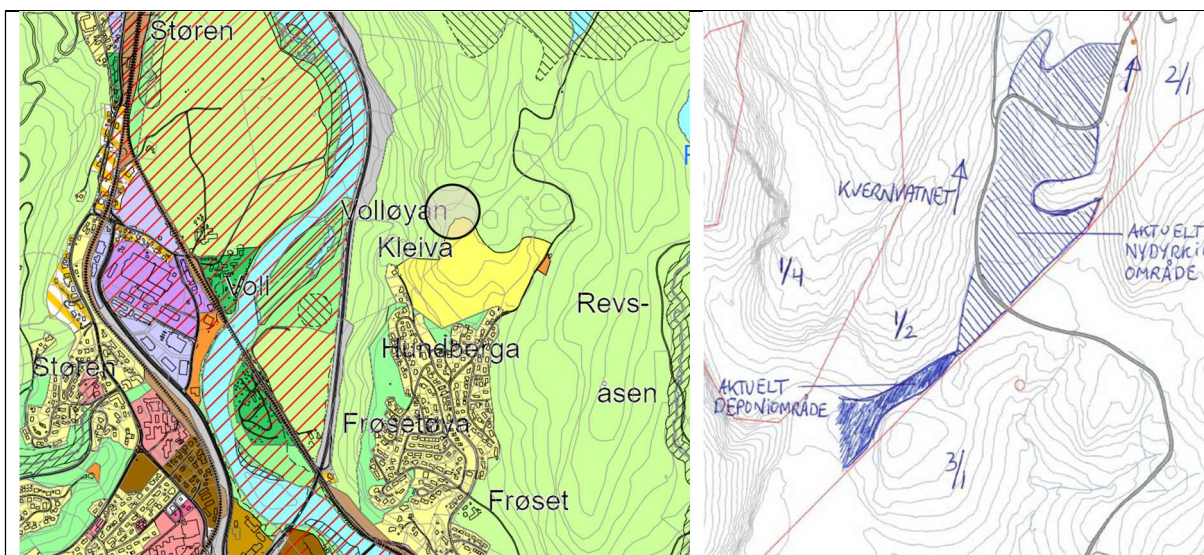 Støren
Volløyan
Kleiva
Voll
Revs-
Hundberga
Støren
åsen
Frøsetøya
Frøset
2/1
KVERNVATNET
AKTUELT
NYDYRK
OMRÅDE
1/4
1/2
AKTUELT
DEPONIOMRÅDE
3/1